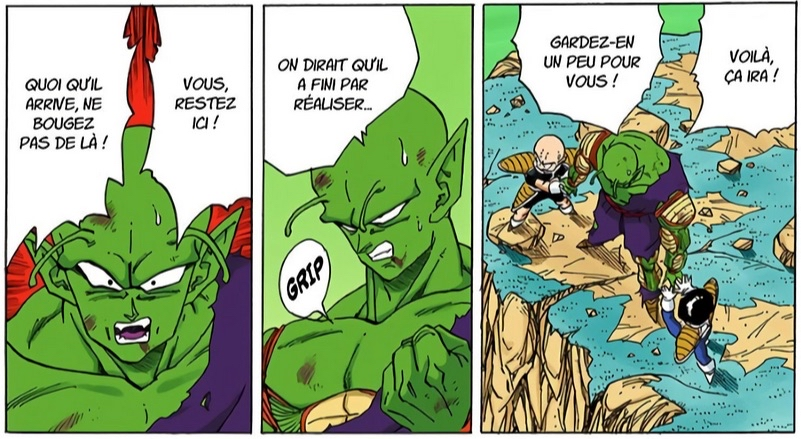 QUOI QU'IL
ARRIVE, NE
BOUGEZ
PAS DE LÀ !
VOUS,
RESTEZ
ICI !
ON DIRAIT QU'IL
A FINI PAR
RÉALISER...
GRIP
GARDEZ-EN
UN PEU POUR
VOUS !
VOILÀ,
ÇA IRA !